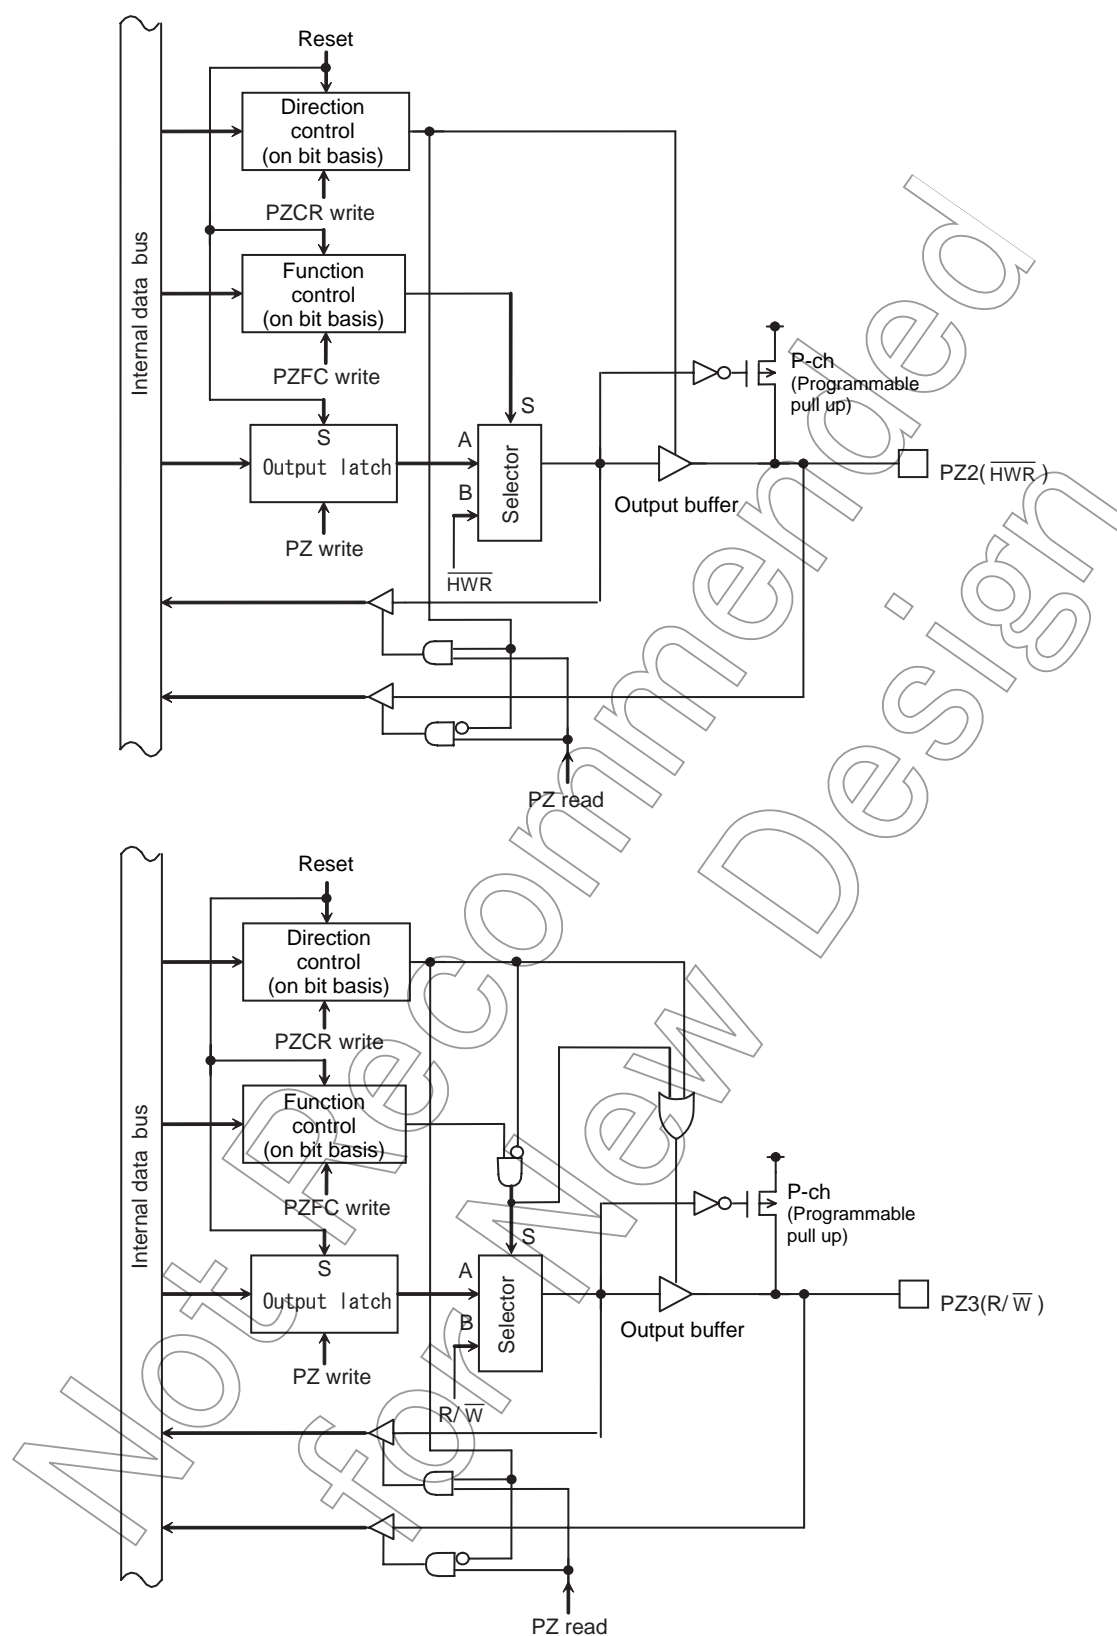 Reset
Direction
control
(on bit basis)
PZCR write
Internal data bus
Function
control
(on bit basis)
PZFC write
P-ch
(Programmable
pull up)
S
S
A
Output latch
B
Selector
Output buffer
PZ2( HWR )
PZ write
HWR
PZ read
Reset
Direction
control
(on bit basis)
PZCR write
Internal data bus
Function
control
(on bit basis)
PZFC write
P-ch
(Programmable
pull up)
S
S
A
Output latch
B
Selector
Output buffer
PZ3(R/ W )
PZ write
R/ W
PZ read
Not Recommended
for New Design